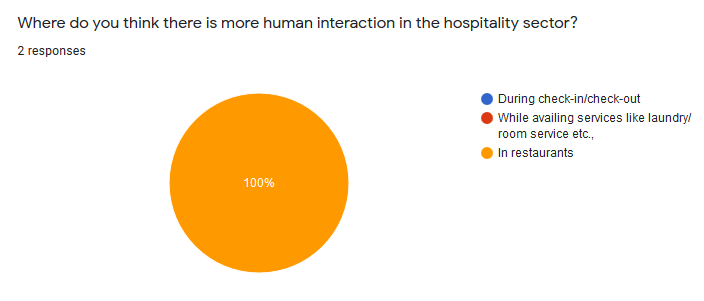 Where do you think there is more human interaction in the hospitality sector?
2 responses
100%
During check-in/check-out
While availing services like laundry/
room service etc.,
In restaurants